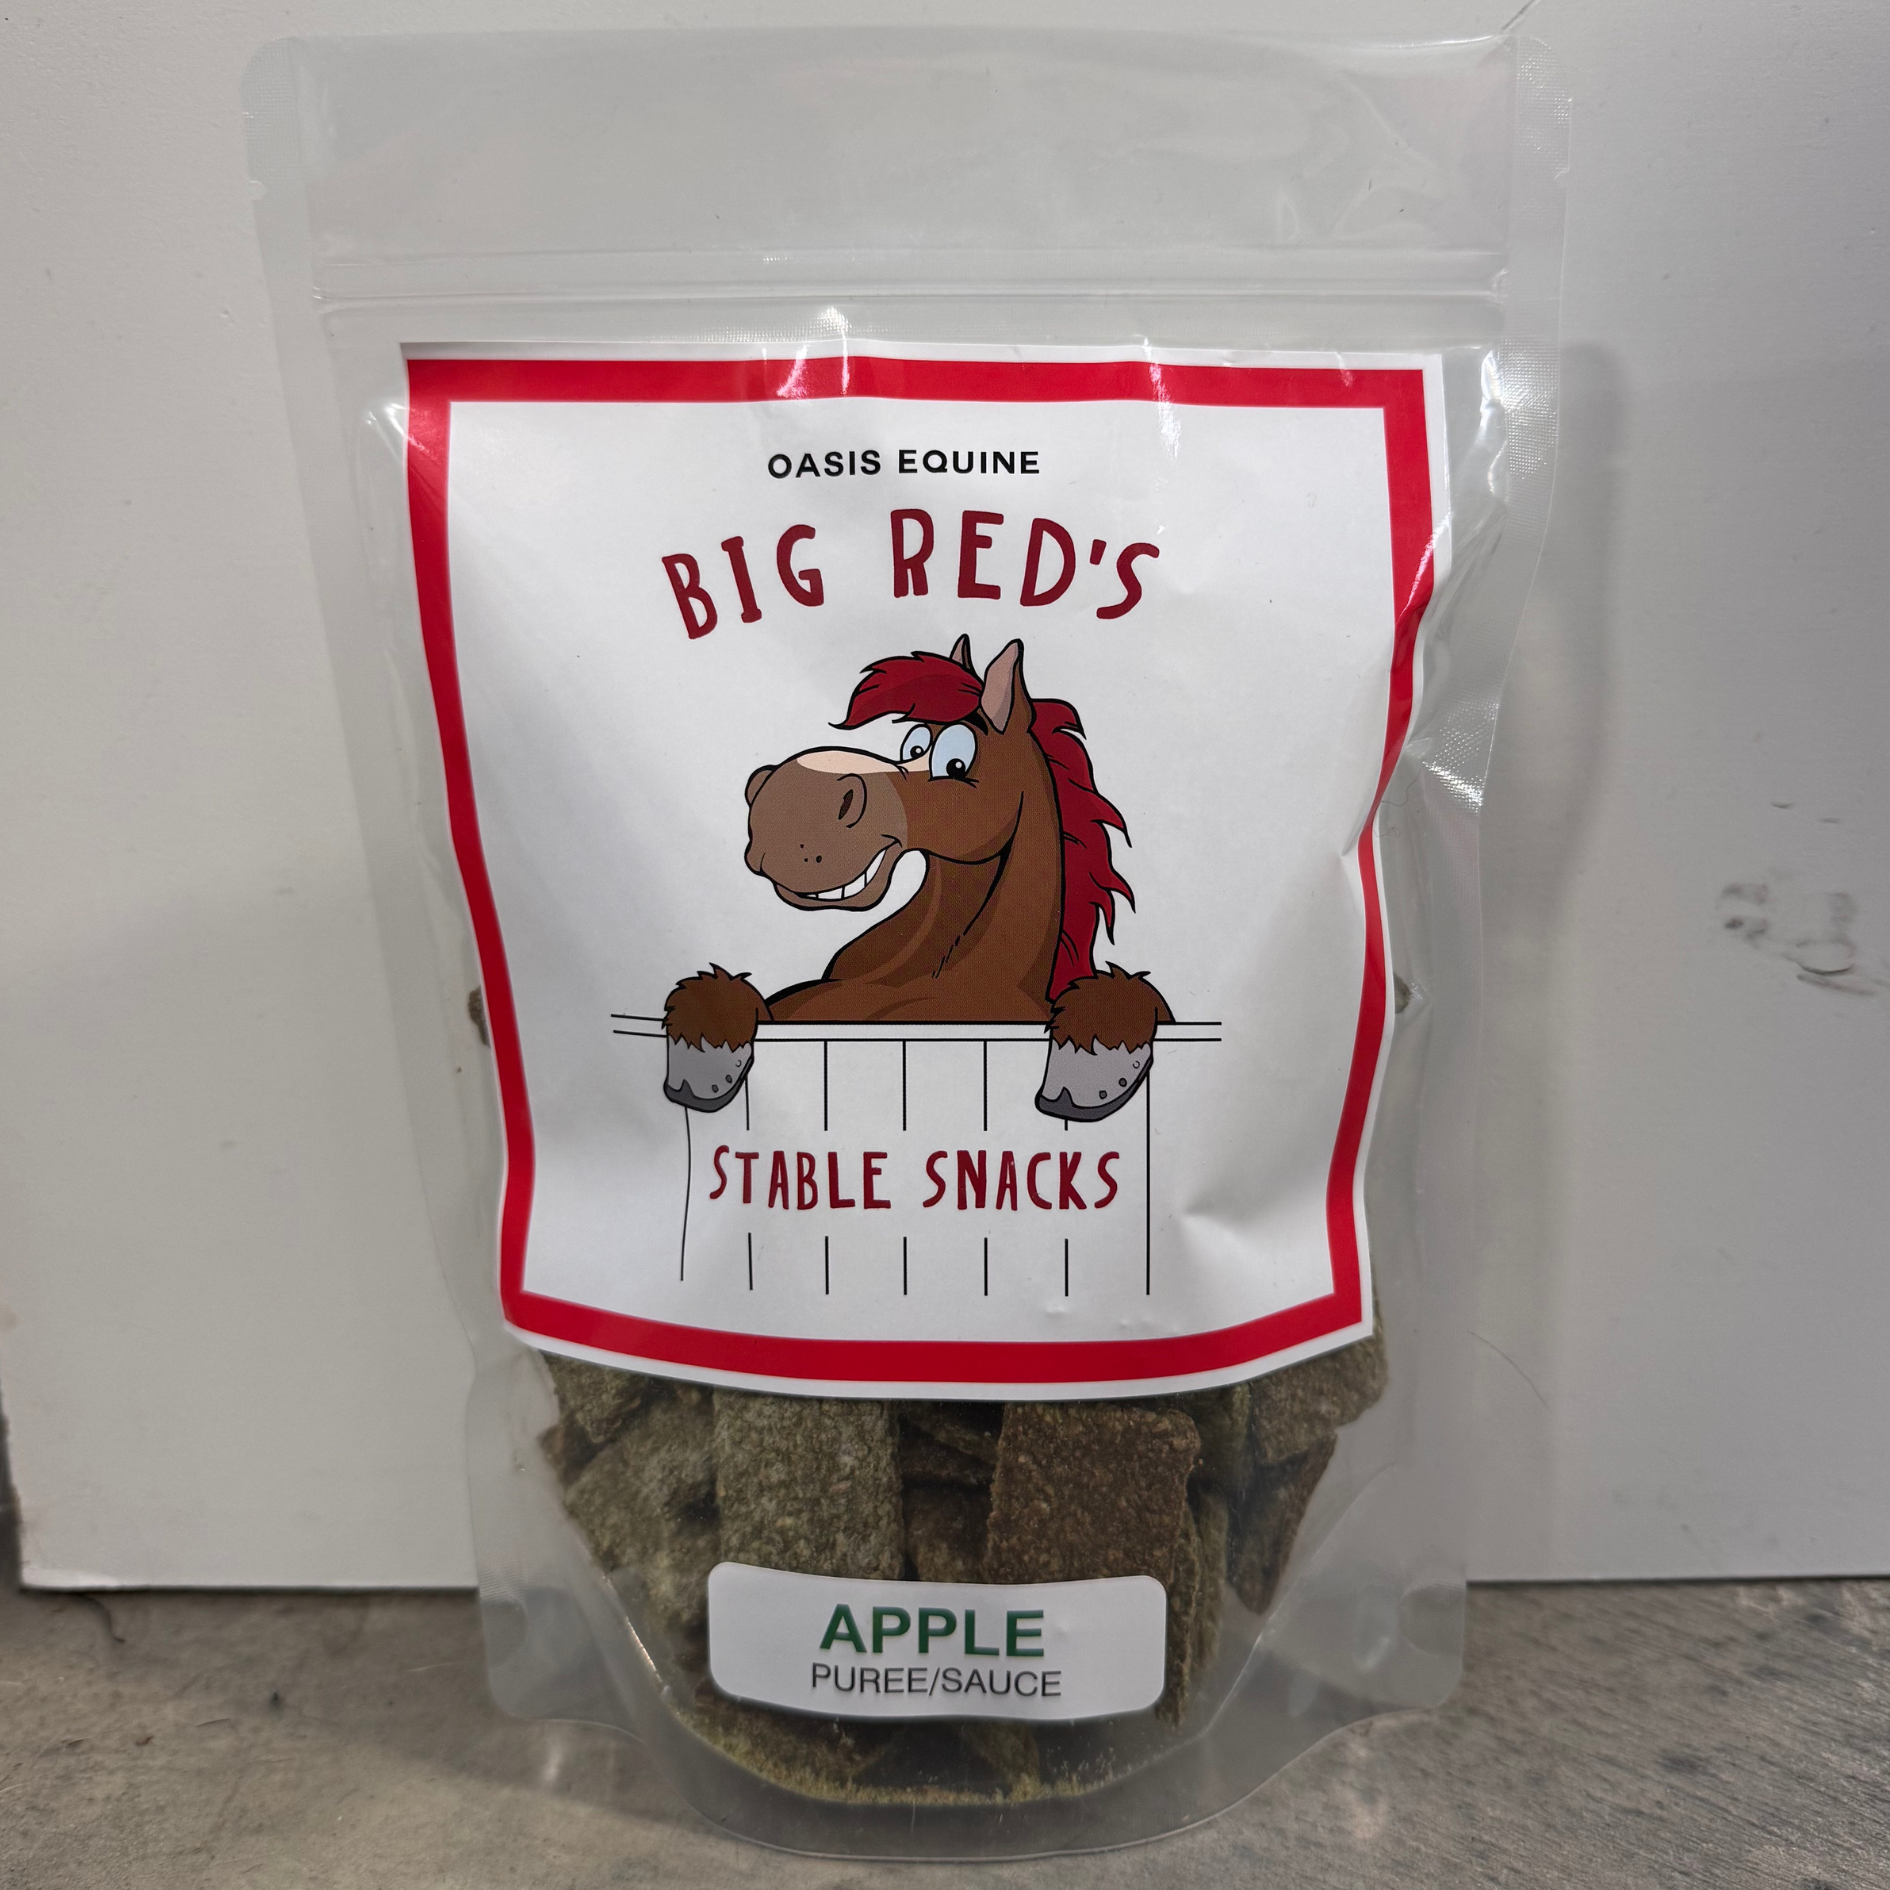 OASIS EQUINE
BIG RED'S
STABLE SNACKS
APPLE
PUREE/SAUCE